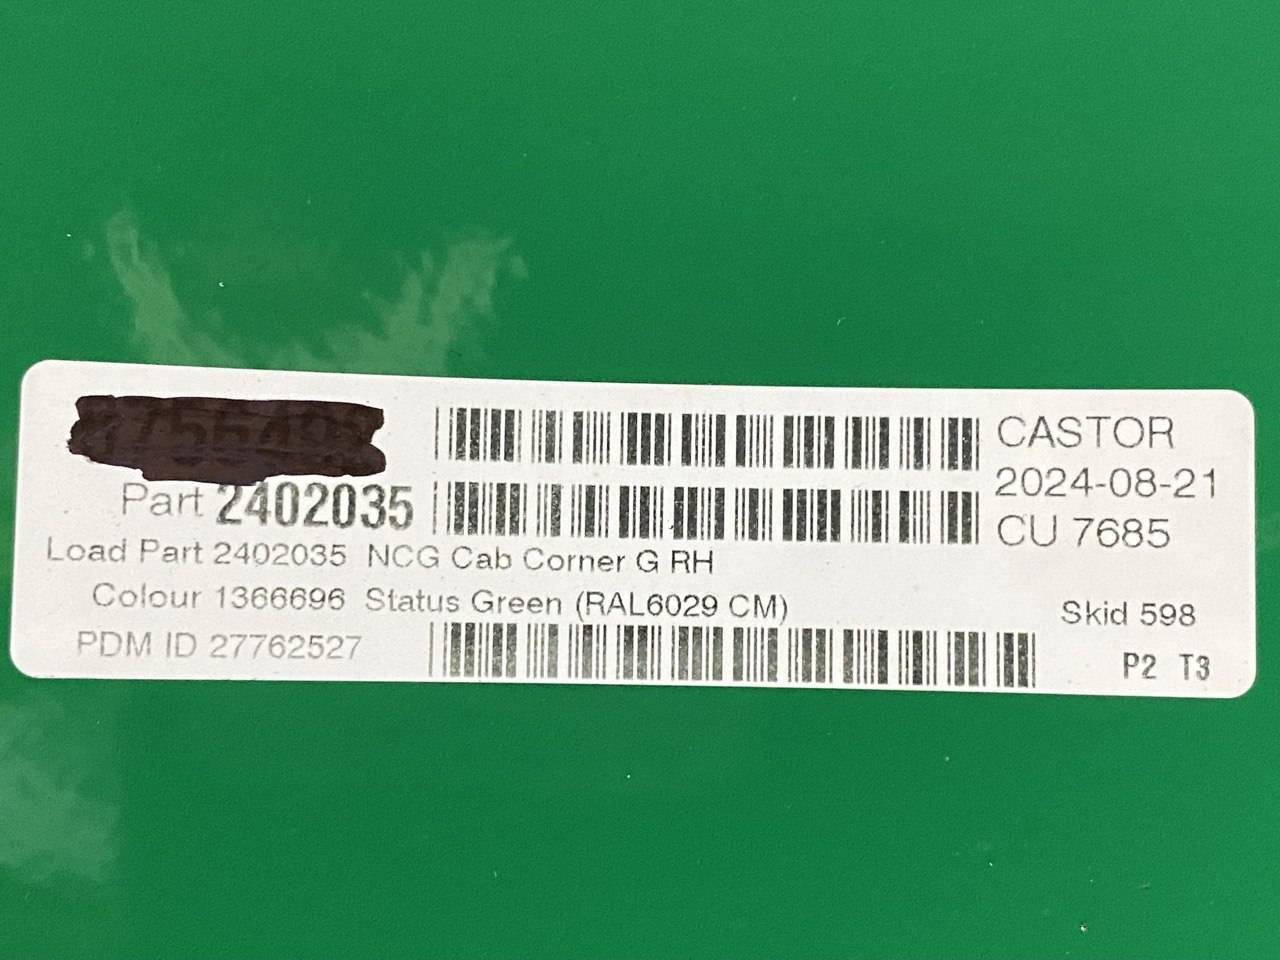 CASTOR
Part 2402035
2024-08-21
CU 7685
Load Part 2402035 NCG Cab Corner G RH
Colour 1366696 Status Green (RAL6029 CM)
Skid 598
PDM ID 27762527
P2 T3